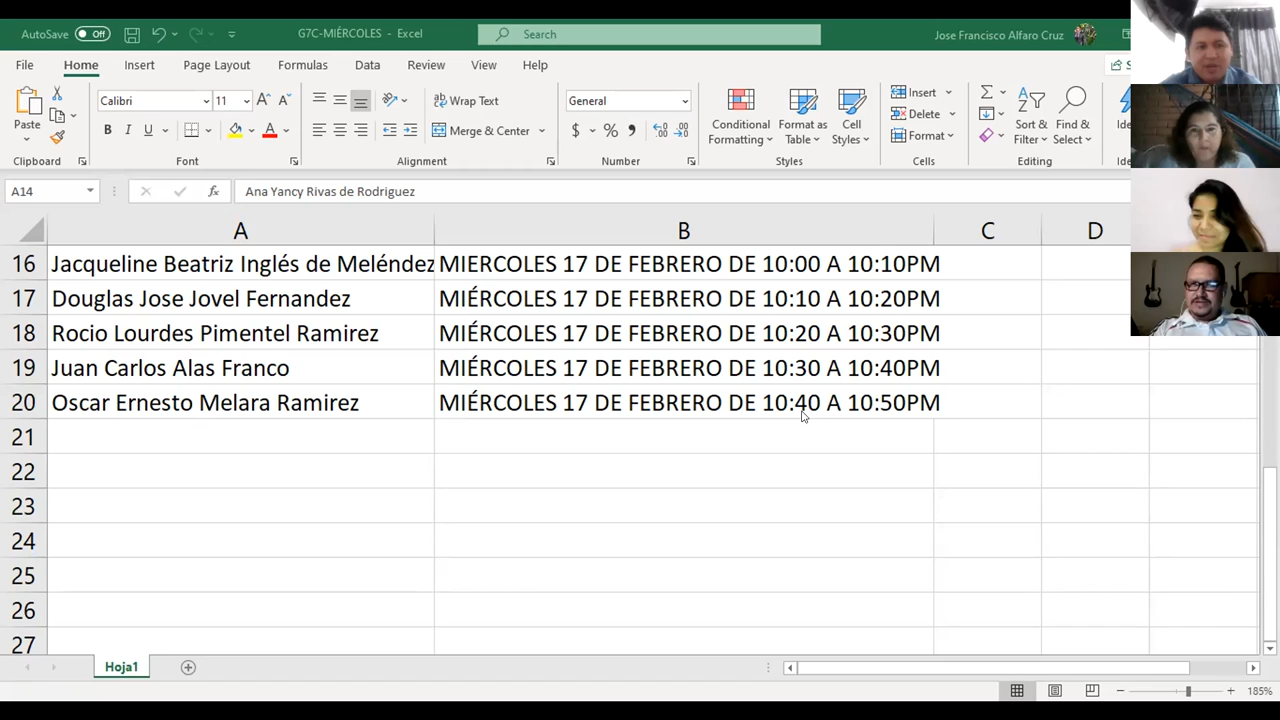 AutoSave Off G7C-MIÉRCOLES - Excel Search Jose Francisco Alfaro Cruz
File Home Insert Page Layout Formulas Data Review View Help
Paste Calibri 11 Wrap Text General Conditional Formatting Format as Table Cell Styles Insert Sort & Filter Find & Select
B I U A Merge & Center $ % Delete
Format
Clipboard Font Alignment Number Styles Cells Editing
A14 fx Ana Yancy Rivas de Rodriguez
A B C D
16 Jacqueline Beatriz Inglés de Meléndez MIERCOLES 17 DE FEBRERO DE 10:00 A 10:10PM
17 Douglas Jose Jovel Fernandez MIÉRCOLES 17 DE FEBRERO DE 10:10 A 10:20PM
18 Rocio Lourdes Pimentel Ramirez MIÉRCOLES 17 DE FEBRERO DE 10:20 A 10:30PM
19 Juan Carlos Alas Franco MIÉRCOLES 17 DE FEBRERO DE 10:30 A 10:40PM
20 Oscar Ernesto Melara Ramirez MIÉRCOLES 17 DE FEBRERO DE 10:40 A 10:50PM
21
22
23
24
25
26
27
Hoja1
185%